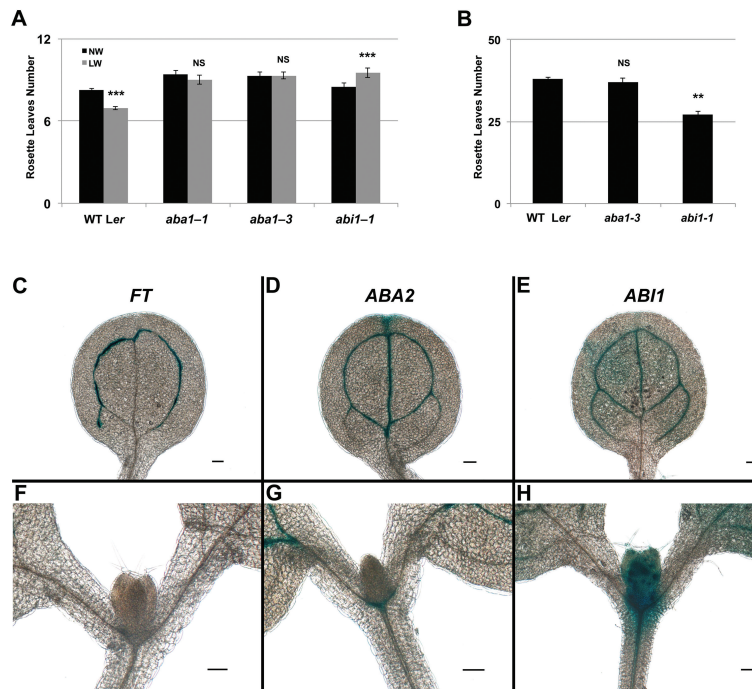 A
B
12
6
0
Rosette Leaves Number
NW
LW
***
NS
NS
***
WT Ler
aba1–1
aba1–3
abi1–1
50
25
0
Rosette Leaves Number
NS
**
WT Ler
aba1-3
abi1-1
C
FT
D
ABA2
E
ABI1
F
G
H